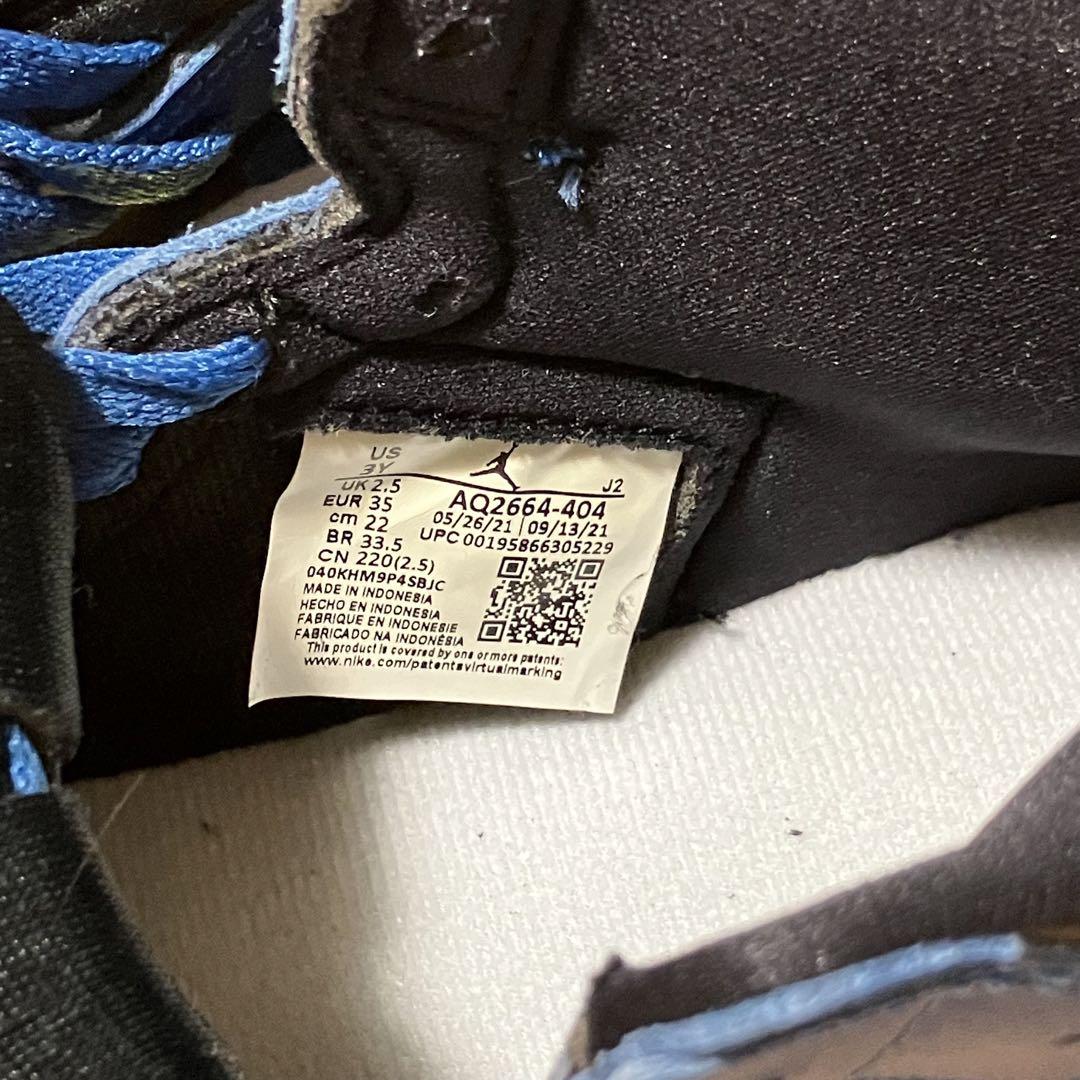 US
3Y
UK 2.5
EUR 35
cm 22
BR 33.5
CN 220(2.5)
J2
AQ2664-404
05/26/21 | 09/13/21
UPC 00195866305229
040KHM9P4SBJC
MADE IN INDONESIA
HECHO EN INDONESIA
FABRIQUE EN INDONESIE
FABRICADO NA INDONÉSIA
This product is covered by one or more patents:
www.nike.com/patentsvirtualmarking